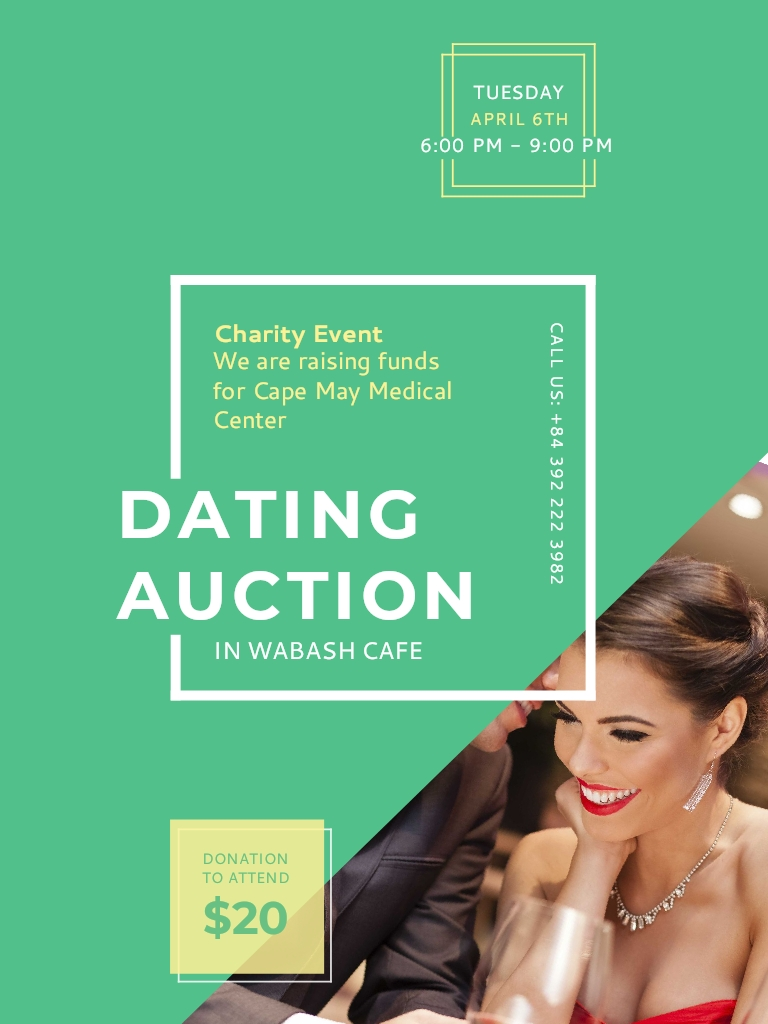 TUESDAY
APRIL 6TH
6:00 PM - 9:00 PM
Charity Event
We are raising funds
for Cape May Medical
Center
CALL US: +84 392 222 3982
DATING
AUCTION
IN WABASH CAFE
DONATION
TO ATTEND
$20